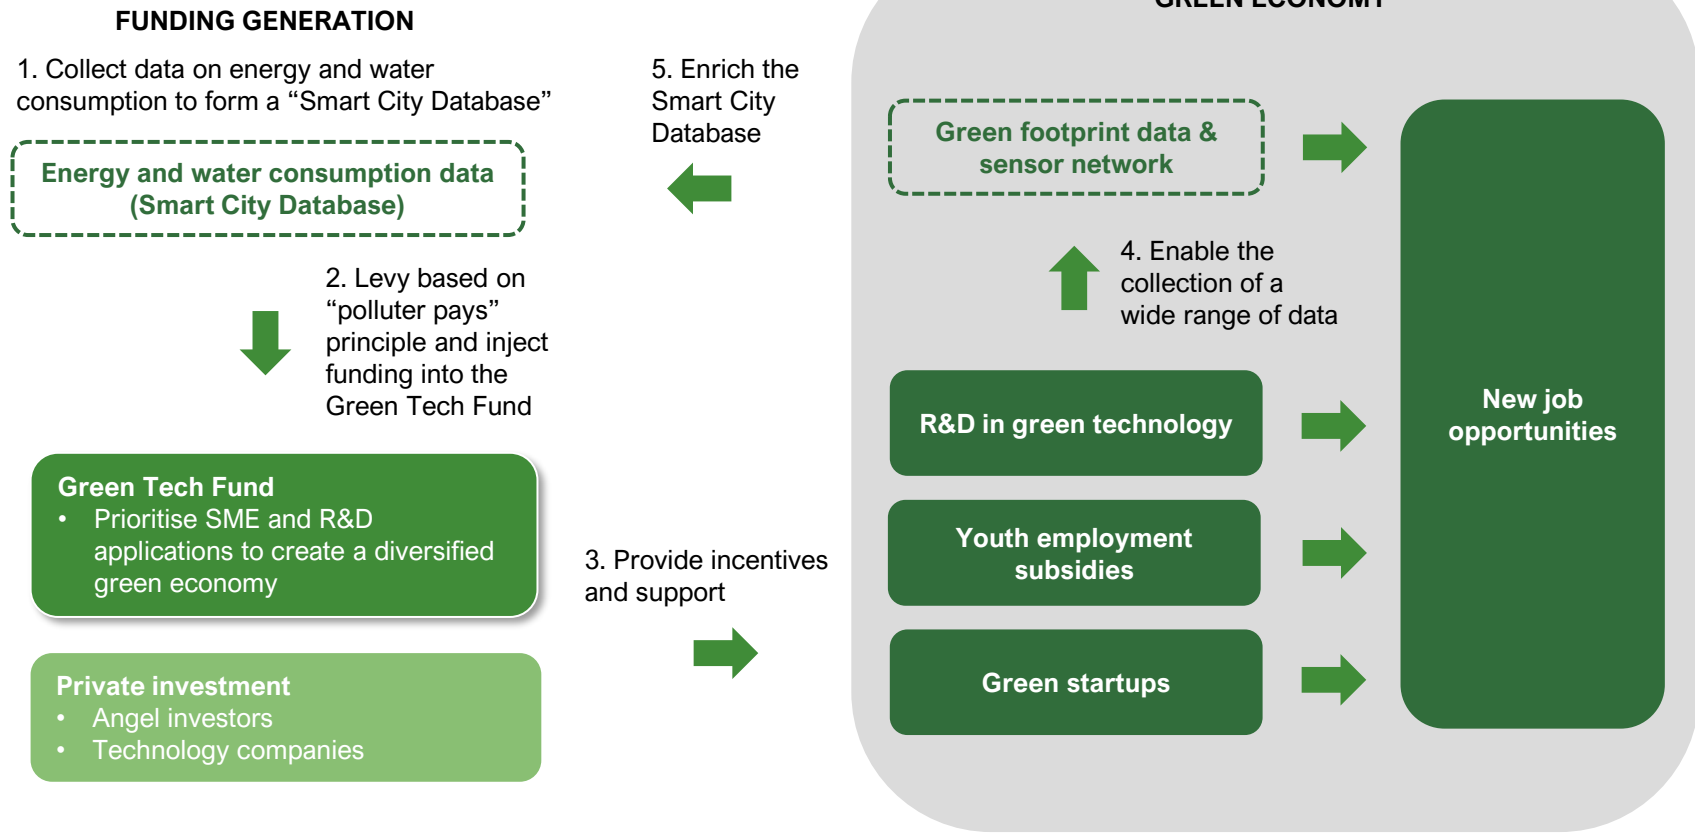 FUNDING GENERATION
1. Collect data on energy and water
consumption to form a “Smart City Database”
Energy and water consumption data
(Smart City Database)
2. Levy based on
“polluter pays”
principle and inject
funding into the
Green Tech Fund
Green Tech Fund
• Prioritise SME and R&D
applications to create a diversified
green economy
Private investment
• Angel investors
• Technology companies
3. Provide incentives
and support
5. Enrich the
Smart City
Database
GREEN ECONOMY
Green footprint data &
sensor network
4. Enable the
collection of a
wide range of data
R&D in green technology
Youth employment
subsidies
Green startups
New job
opportunities